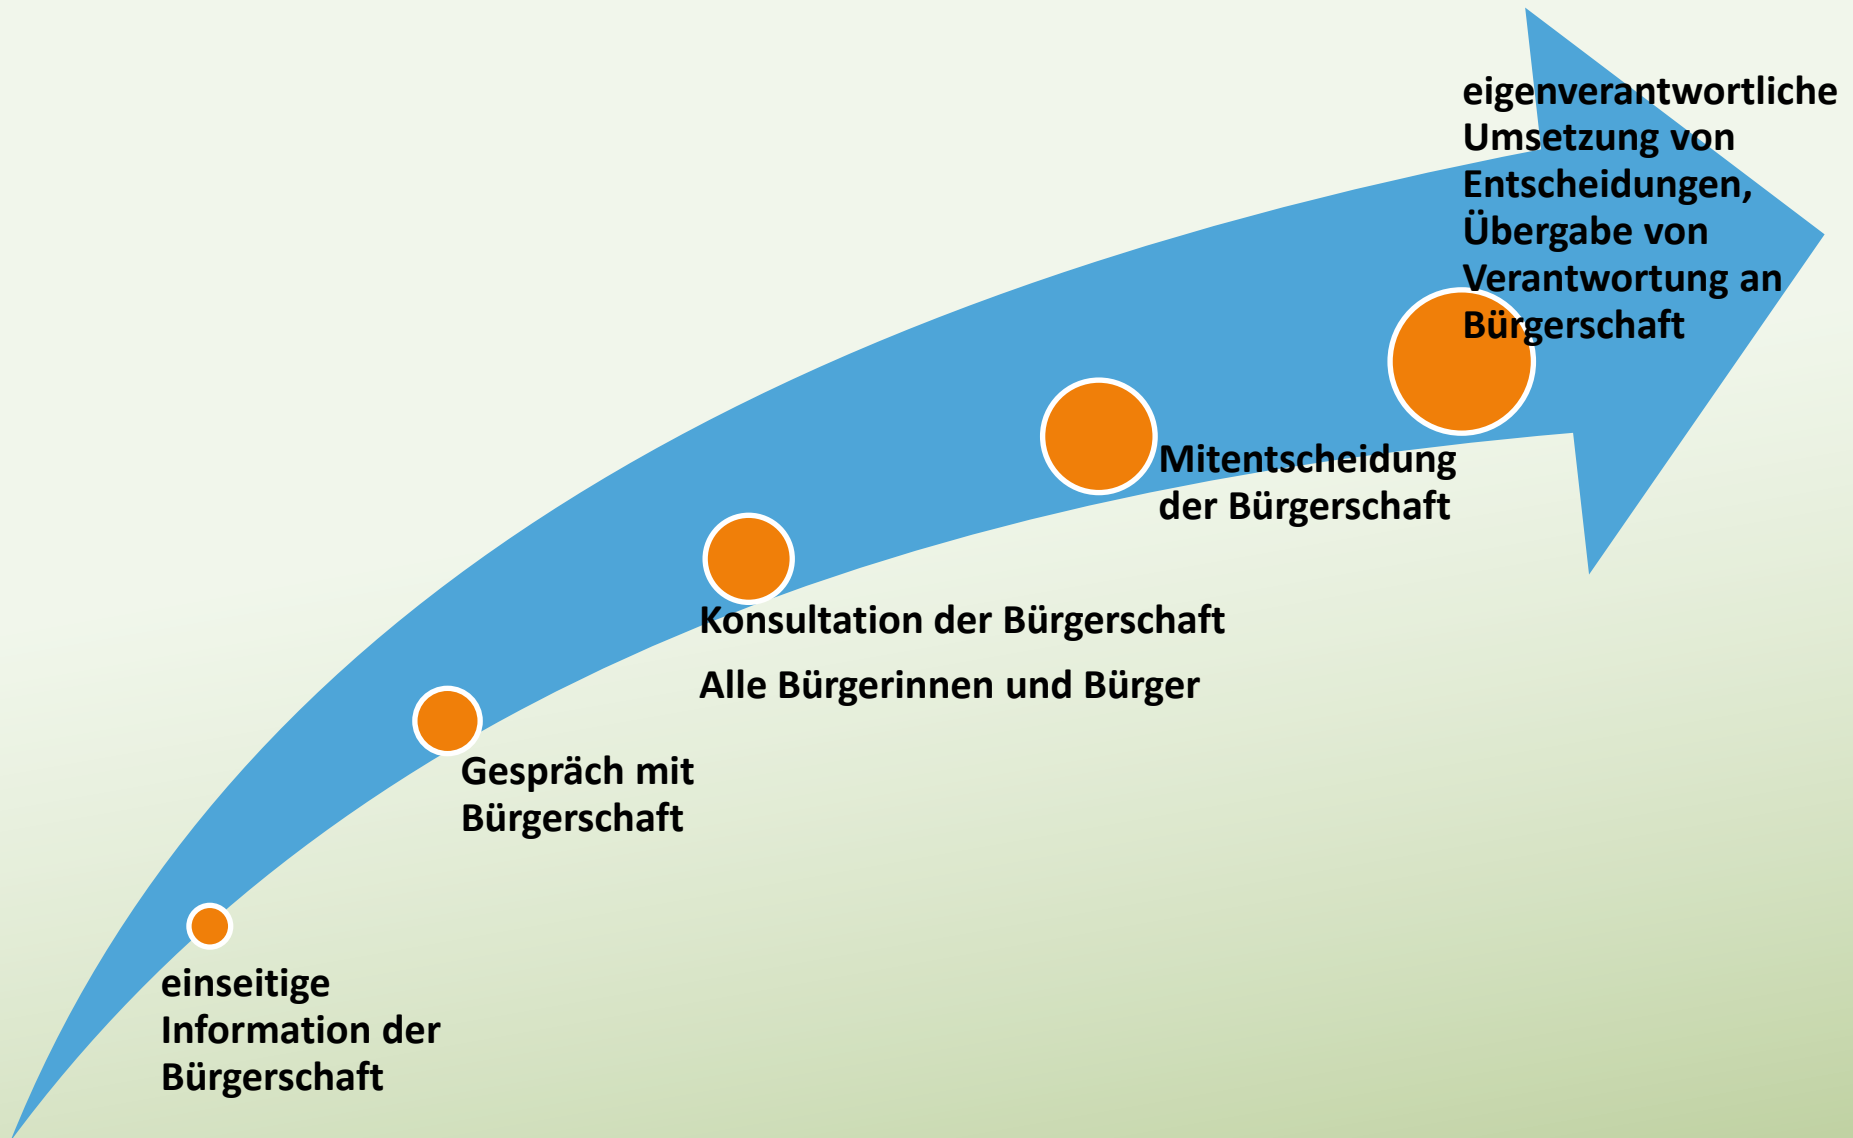 eigenverantwortliche
Umsetzung von
Entscheidungen,
Übergabe von
Verantwortung an
Bürgerschaft
Mitentscheidung
der Bürgerschaft
Konsultation der Bürgerschaft
Alle Bürgerinnen und Bürger
Gespräch mit
Bürgerschaft
einseitige
Information der
Bürgerschaft